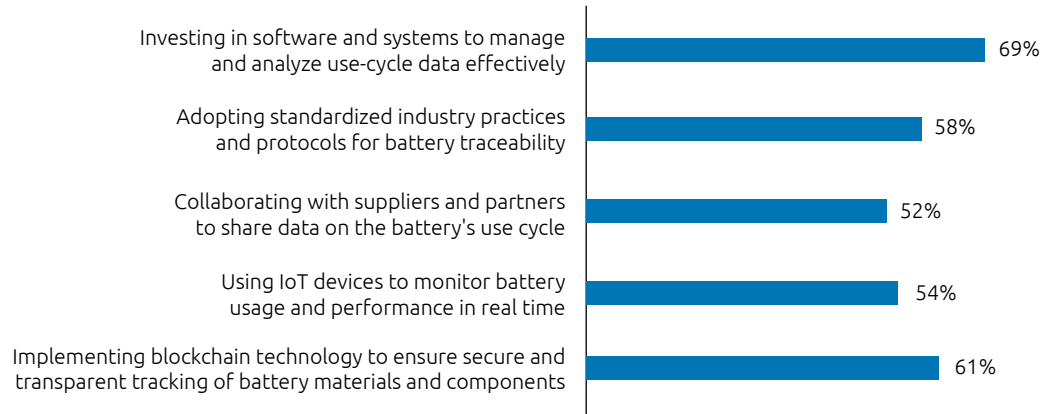 Investing in software and systems to manage
and analyze use-cycle data effectively
69%
Adopting standardized industry practices
and protocols for battery traceability
58%
Collaborating with suppliers and partners
to share data on the battery's use cycle
52%
Using IoT devices to monitor battery
usage and performance in real time
54%
Implementing blockchain technology to ensure secure and
transparent tracking of battery materials and components
61%